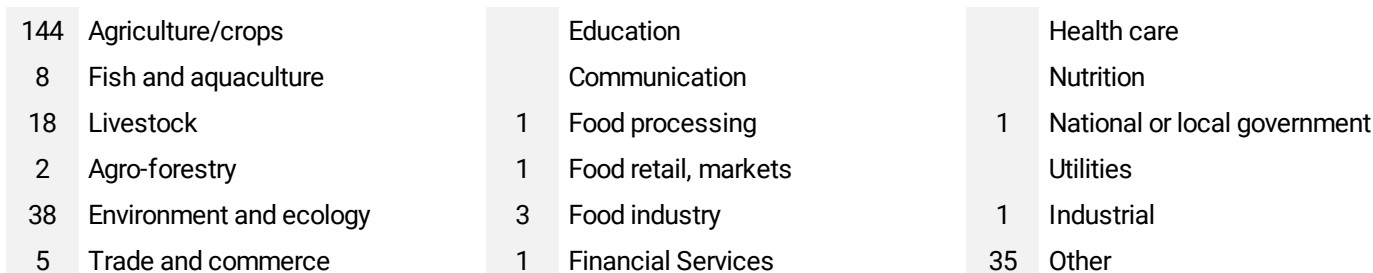 144 Agriculture/crops
8 Fish and aquaculture
18 Livestock
2 Agro-forestry
38 Environment and ecology
5 Trade and commerce
Education
Communication
1 Food processing
1 Food retail, markets
3 Food industry
1 Financial Services
Health care
Nutrition
1 National or local government
Utilities
1 Industrial
35 Other